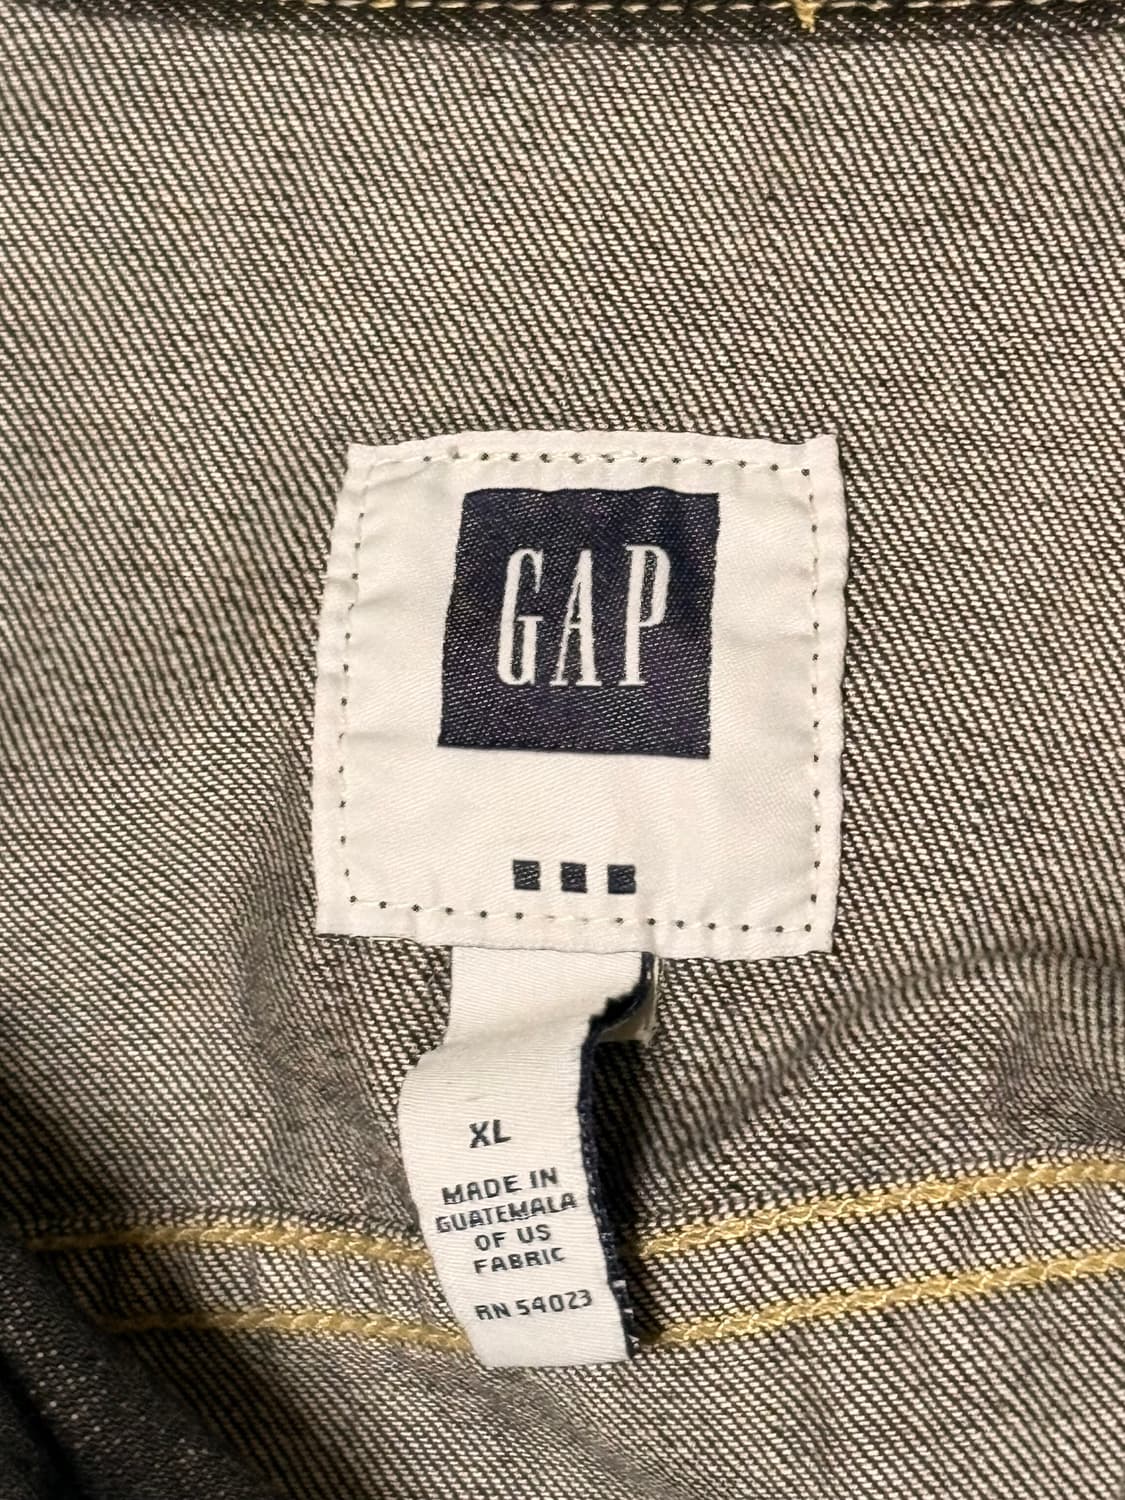 GAP
XL
MADE IN
GUATEMALA
OF US
FABRIC
RN 54023